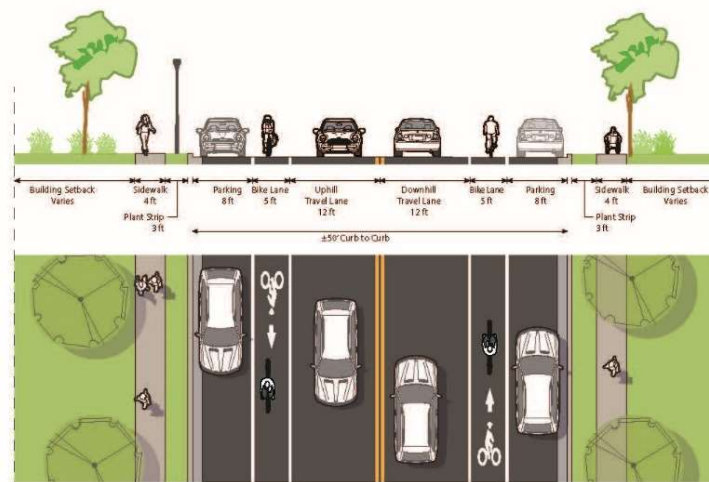 Building Setback
Varies
Sidewalk
4 ft
Plant Strip
3 ft
Parking
8 ft
Bike Lane
5 ft
Uphill
Travel Lane
12 ft
Downhill
Travel Lane
12 ft
Bike Lane
5 ft
Parking
8 ft
Plant Strip
3 ft
Sidewalk
4 ft
Building Setback
Varies
±50' Curb to Curb